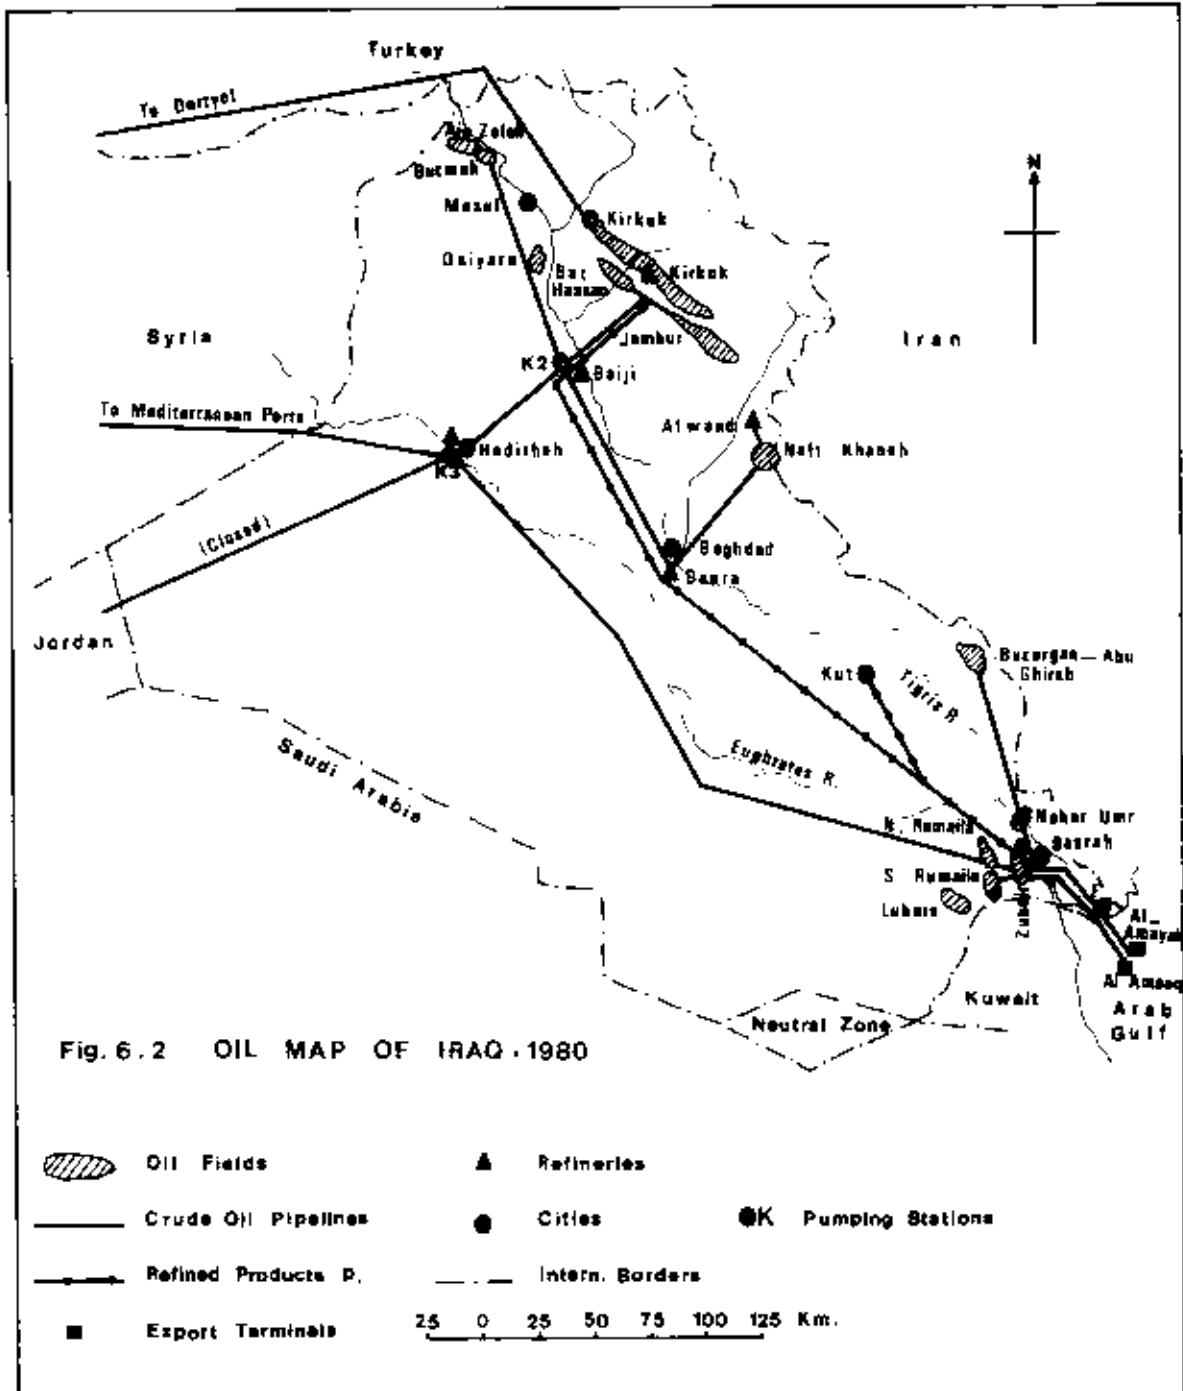 Turkey
To Dortyol
Ain Zalah
Butmah
Mosul
Kirkuk
Qaiyara
Bai
Hassan
Kirkuk
Syria
Iran
Jambur
K2
Baiji
To Mediterranean Ports
Alwand
Naft Khanah
Hadithah
K3
(Closed)
Baghdad
Daura
Jordan
Buzurgan—Abu
Ghirab
Kut
Tigris R.
Saudi Arabia
Euphrates R.
Nahar Umr
N. Rumaila
Basrah
S. Rumaila
Luhais
Zubair
Al-
Amayah
Al Amaaq
Kuwait
Arab
Gulf
Neutral Zone
Fig. 6.2 OIL MAP OF IRAQ . 1980
Oil Fields
Refineries
Crude Oil Pipelines
Cities
K Pumping Stations
Refined Products P.
Intern. Borders
Export Terminals
25 0 25 50 75 100 125 Km.
N